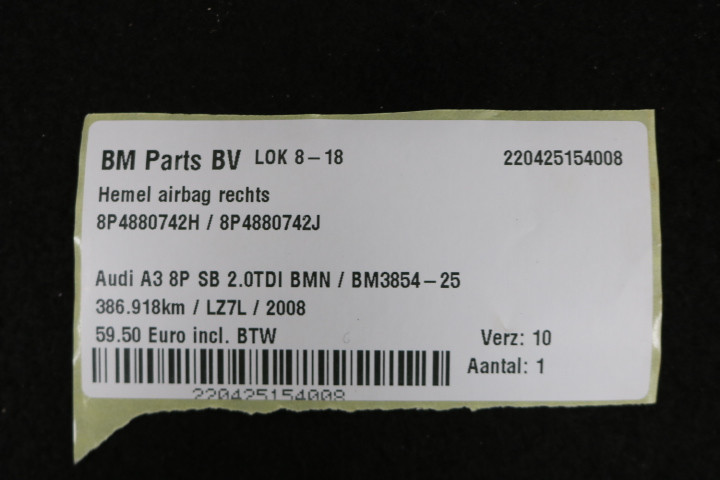 BM Parts BV LOK 8-18 220425154008
Hemel airbag rechts
8P4880742H / 8P4880742J
Audi A3 8P SB 2.0TDI BMN / BM3854-25
386.918km / LZ7L / 2008
59.50 Euro incl. BTW Verz: 10
Aantal: 1
220425154008